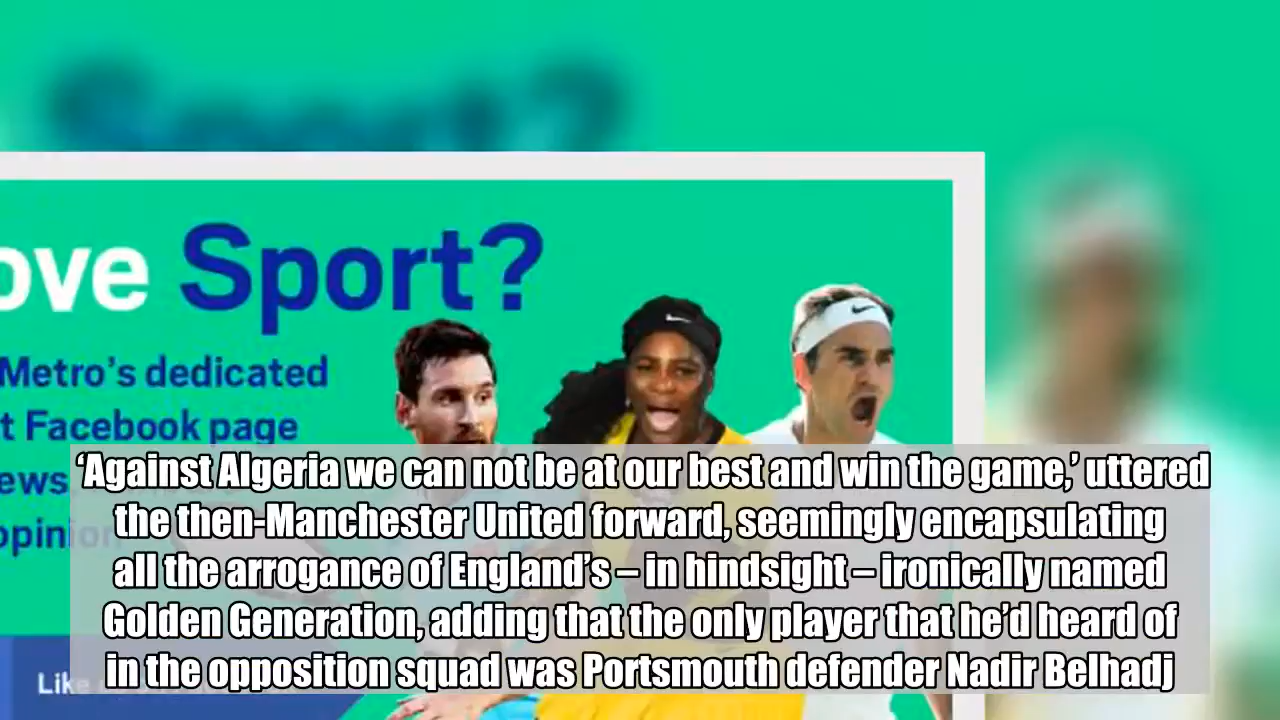 ove Sport?
Metro's dedicated
t Facebook page
ews
opinion
‘Against Algeria we can not be at our best and win the game,’ uttered
the then-Manchester United forward, seemingly encapsulating
all the arrogance of England’s – in hindsight – ironically named
Golden Generation, adding that the only player that he’d heard of
in the opposition squad was Portsmouth defender Nadir Belhadj
Like